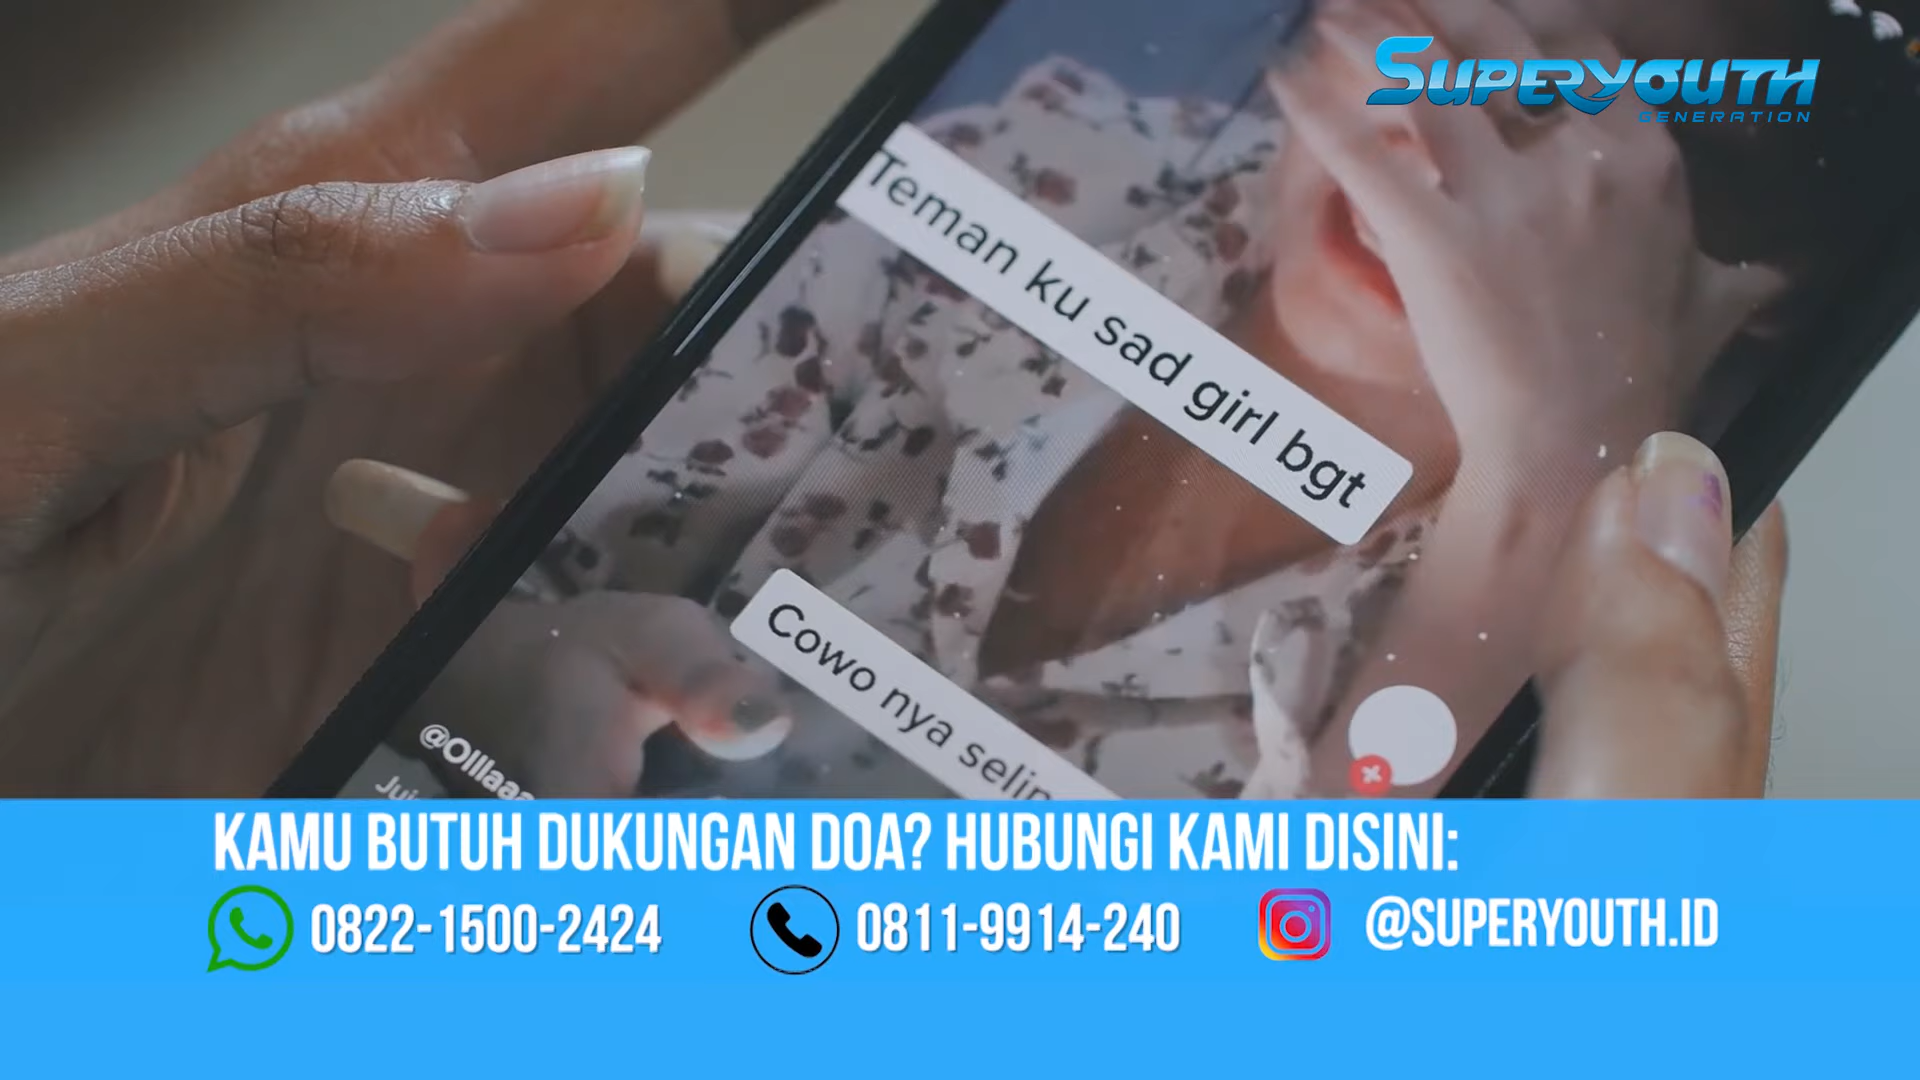 SUPERYOUTH
GENERATION
Teman ku sad girl bgt
Cowo nya
KAMU BUTUH DUKUNGAN DOA? HUBUNGI KAMI DISINI:
0822-1500-2424
0811-9914-240
@SUPERYOUTH.ID